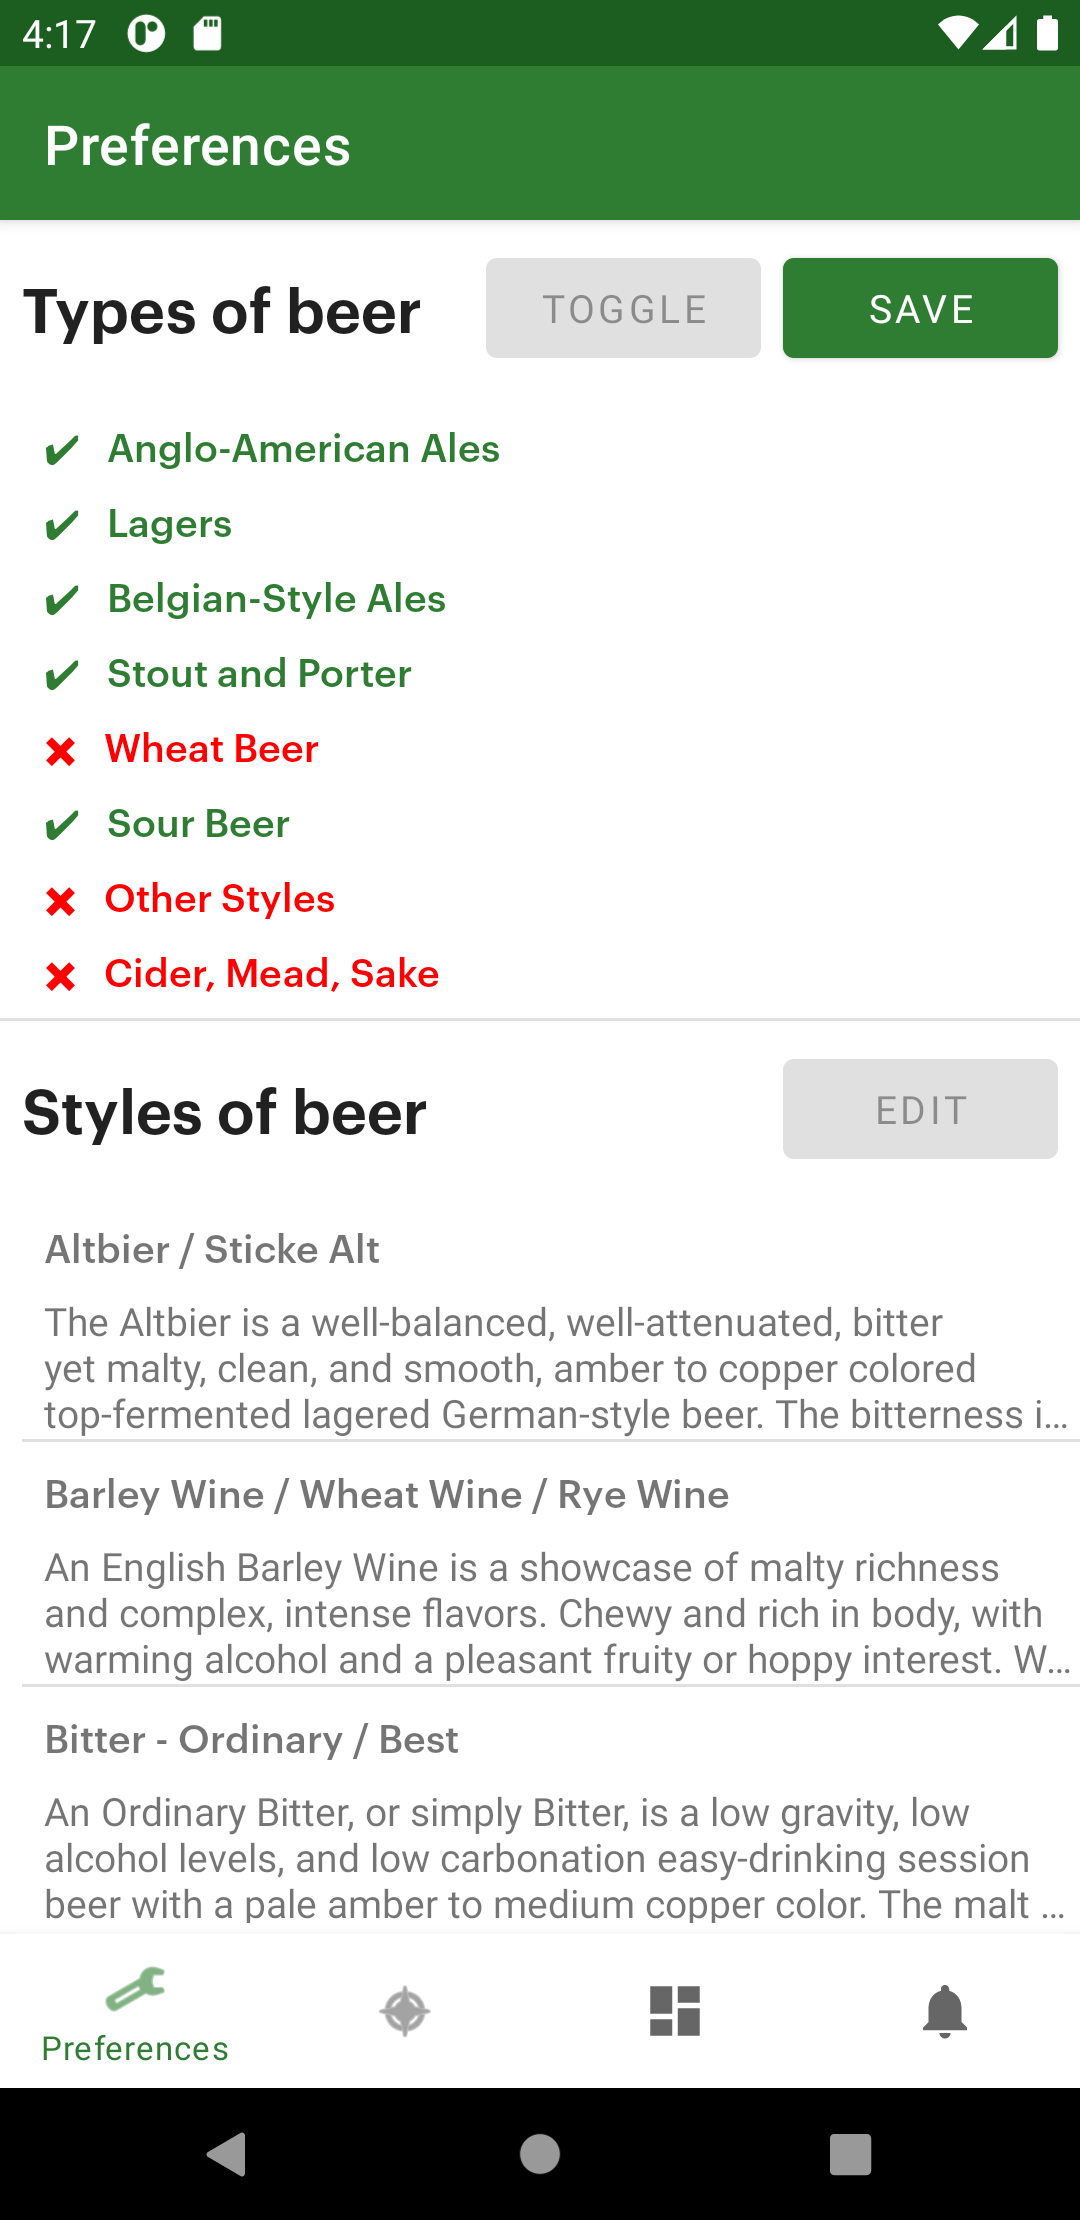 4:17
Preferences
Types of beer
TOGGLE
SAVE
✔ Anglo-American Ales
✔ Lagers
✔ Belgian-Style Ales
✔ Stout and Porter
✖ Wheat Beer
✔ Sour Beer
✖ Other Styles
✖ Cider, Mead, Sake
Styles of beer
EDIT
Altbier / Sticke Alt
The Altbier is a well-balanced, well-attenuated, bitter
yet malty, clean, and smooth, amber to copper colored
top-fermented lagered German-style beer. The bitterness i…
Barley Wine / Wheat Wine / Rye Wine
An English Barley Wine is a showcase of malty richness
and complex, intense flavors. Chewy and rich in body, with
warming alcohol and a pleasant fruity or hoppy interest. W…
Bitter - Ordinary / Best
An Ordinary Bitter, or simply Bitter, is a low gravity, low
alcohol levels, and low carbonation easy-drinking session
beer with a pale amber to medium copper color. The malt …
Preferences